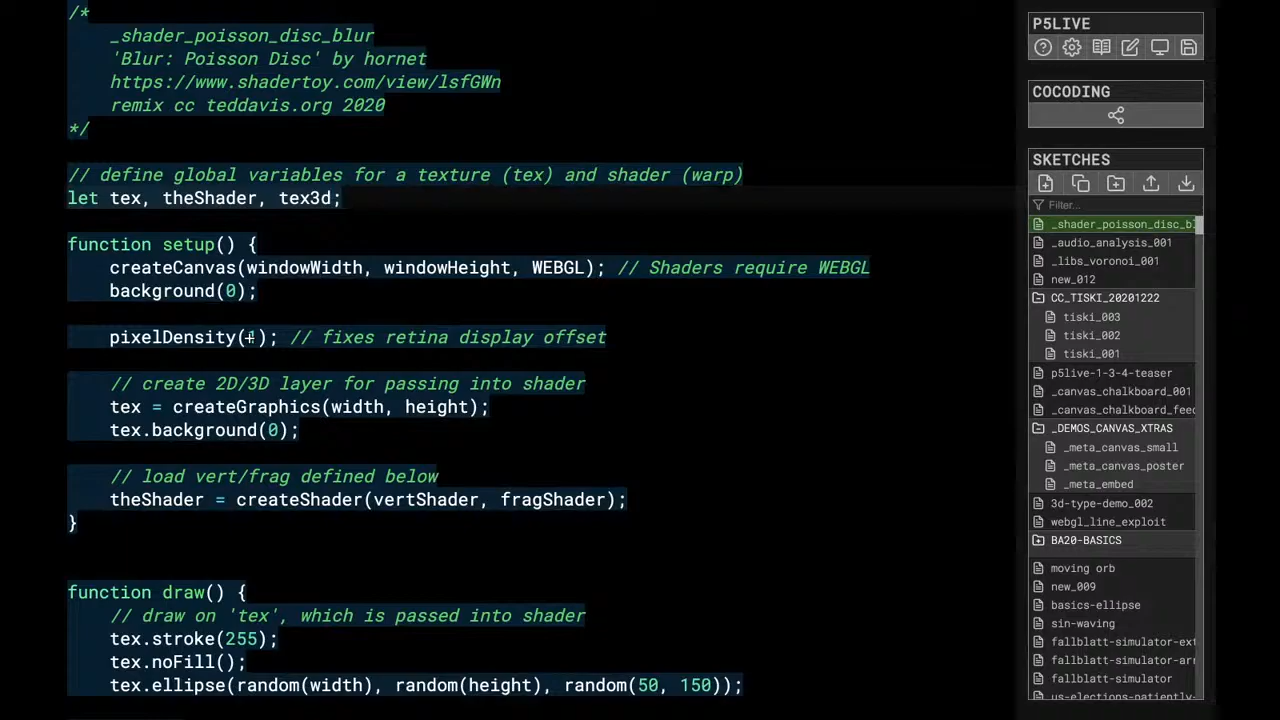 /*
_shader_poisson_disc_blur
'Blur: Poisson Disc' by hornet
https://www.shadertoy.com/view/lsfGWn
remix cc teddavis.org 2020
*/
// define global variables for a texture (tex) and shader (warp)
let tex, theShader, tex3d;
function setup() {
createCanvas(windowWidth, windowHeight, WEBGL); // Shaders require WEBGL
background(0);
pixelDensity(1); // fixes retina display offset
// create 2D/3D layer for passing into shader
tex = createGraphics(width, height);
tex.background(0);
// load vert/frag defined below
theShader = createShader(vertShader, fragShader);
}
function draw() {
// draw on 'tex', which is passed into shader
tex.stroke(255);
tex.noFill();
tex.ellipse(random(width), random(height), random(50, 150));
P5LIVE
COCODING
SKETCHES
Filter...
_shader_poisson_disc_bl
_audio_analysis_001
_libs_voronoi_001
new_012
CC_TISKI_20201222
tiski_003
tiski_002
tiski_001
p5live-1-3-4-teaser
_canvas_chalkboard_001
_canvas_chalkboard_feed
_DEMOS_CANVAS_XTRAS
_meta_canvas_small
_meta_canvas_poster
_meta_embed
3d-type-demo_002
webgl_line_exploit
BA20-BASICS
moving orb
new_009
basics-ellipse
sin-waving
fallblatt-simulator-ext
fallblatt-simulator-arr
fallblatt-simulator
us-elections-patiently-